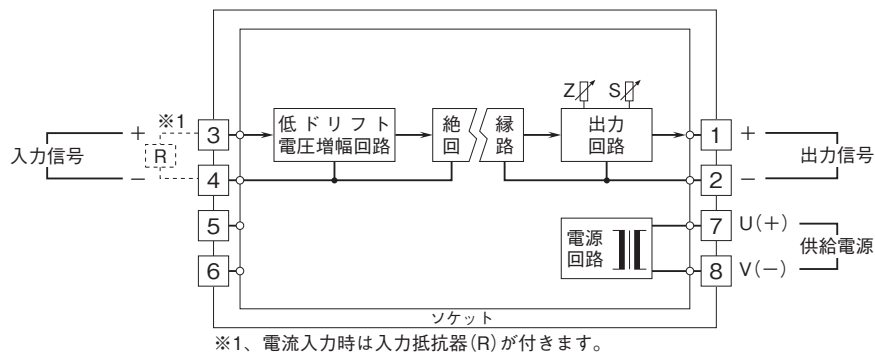 ※1
入力信号
+
R
−
3
4
5
6
低ドリフト
電圧増幅回路
絶縁
回路
Z
S
出力
回路
電源
回路
1
+
2
−
出力信号
7
U(+)
8
V(−)
供給電源
ソケット
※1、電流入力時は入力抵抗器(R)が付きます。